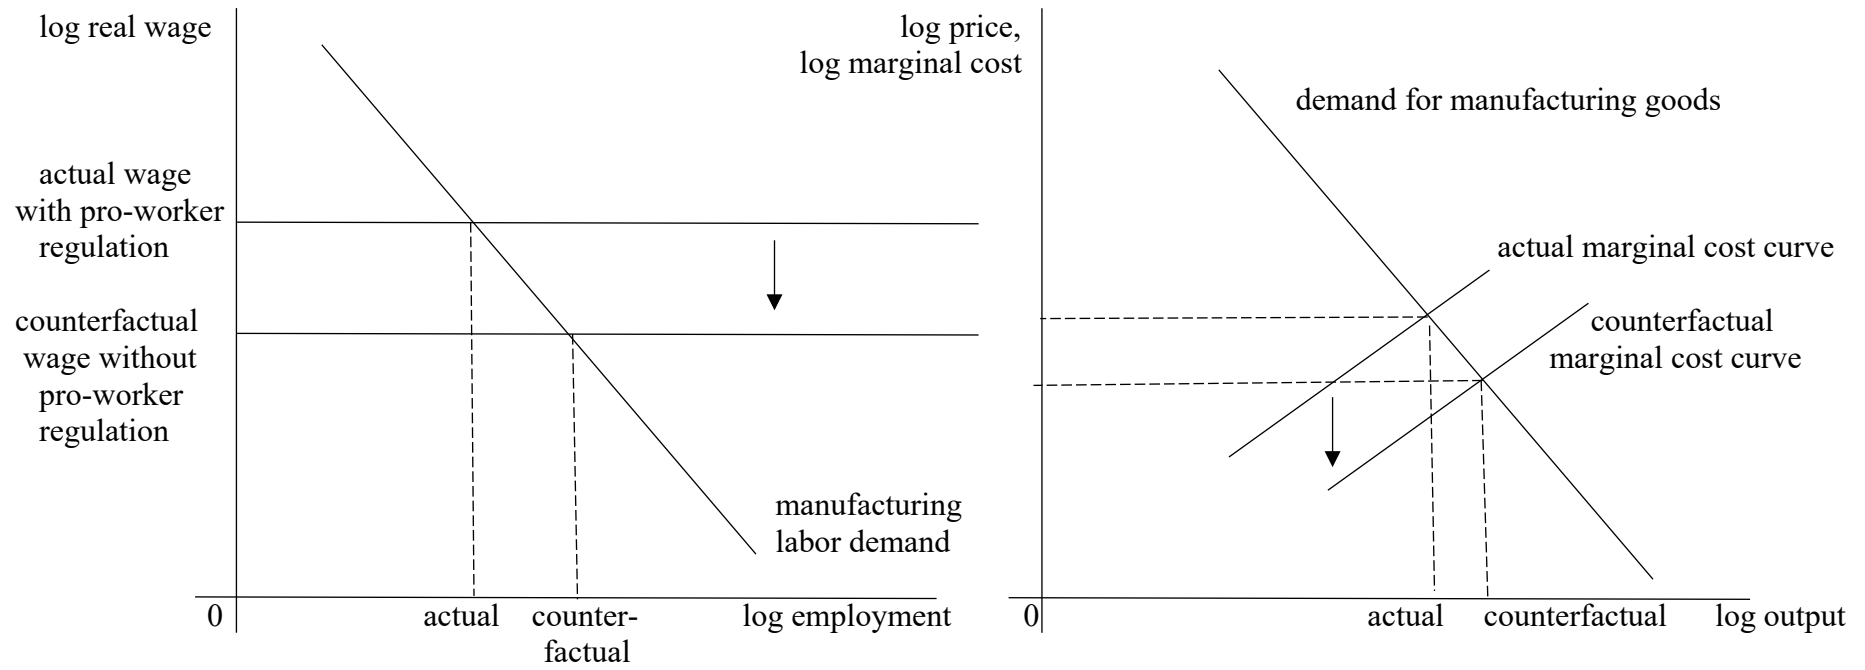 log real wage
actual wage
with pro-worker
regulation
counterfactual
wage without
pro-worker
regulation
manufacturing
labor demand
0
actual
counter-
factual
log employment
log price,
log marginal cost
demand for manufacturing goods
actual marginal cost curve
counterfactual
marginal cost curve
0
actual
counterfactual
log output